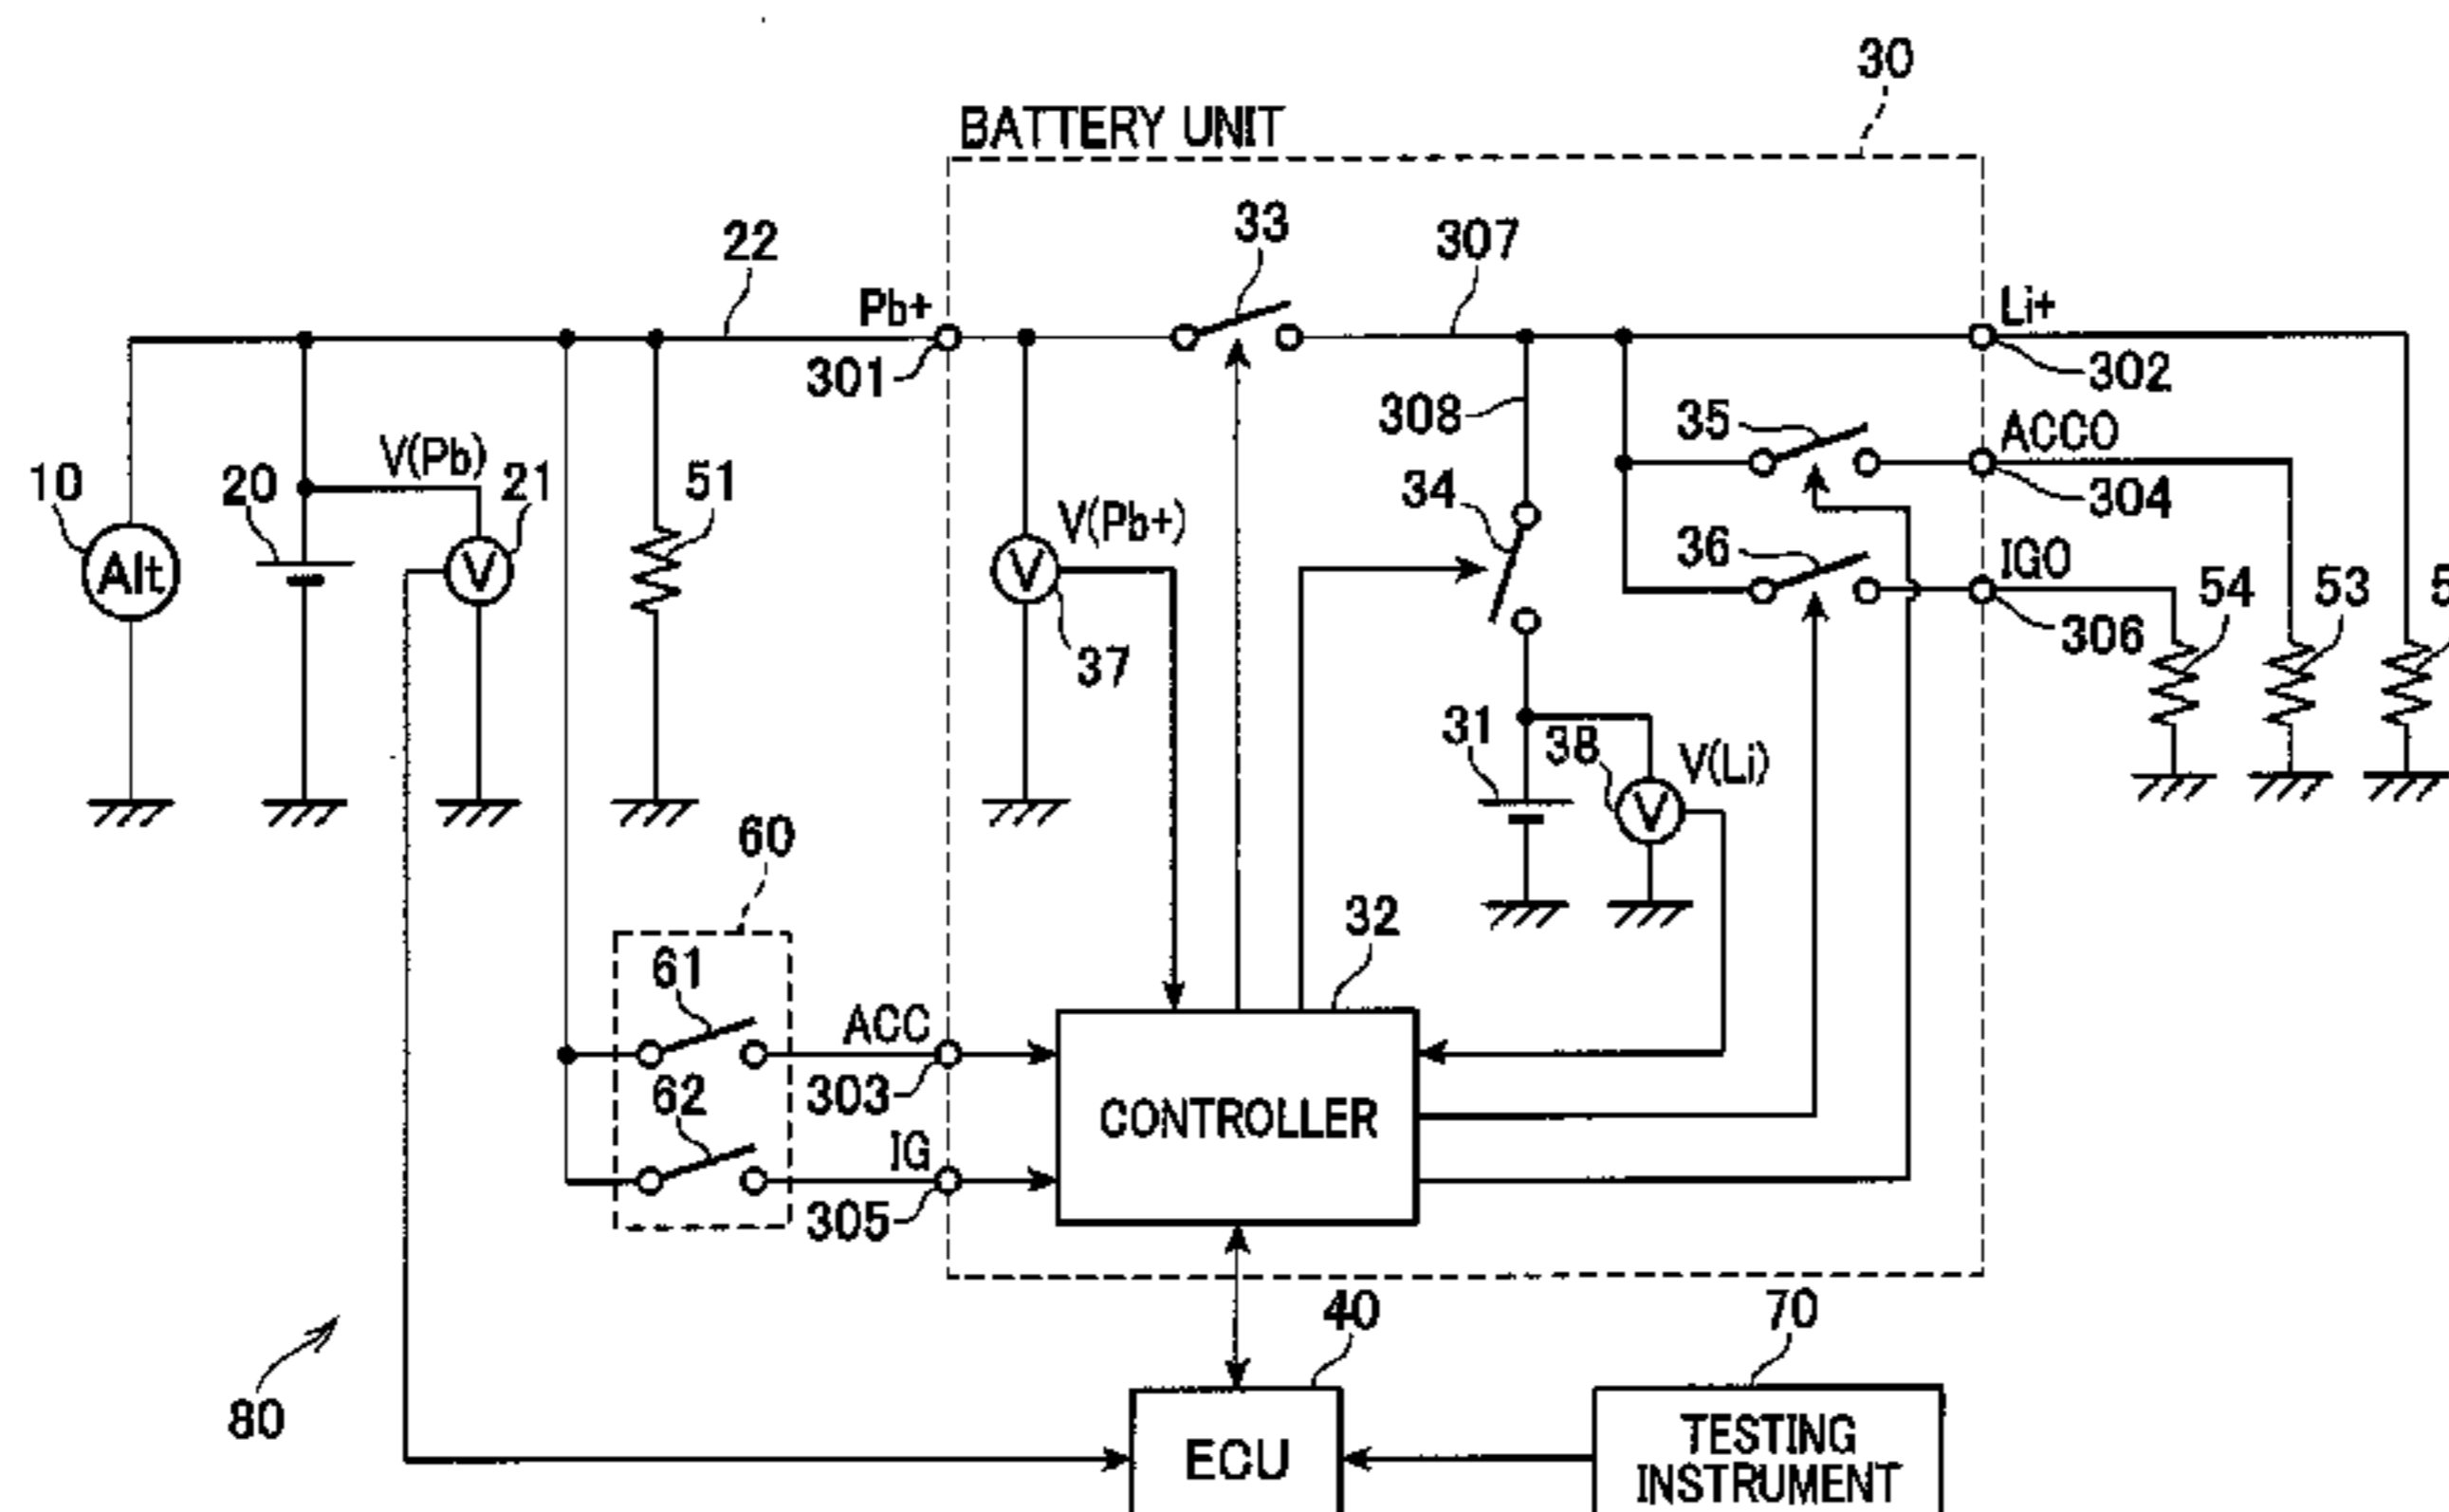 30
BATTERY UNIT
22
33
307
Pb+
Li+
301
302
308
35
ACCO
10
20
V(Pb)
21
51
34
V(Pb+)
304
36
IGO
54
53
306
37
31
38
V(Li)
60
32
61
ACC
303
CONTROLLER
62
IG
305
40
70
80
ECU
TESTING
INSTRUMENT
Alt
V
V
V